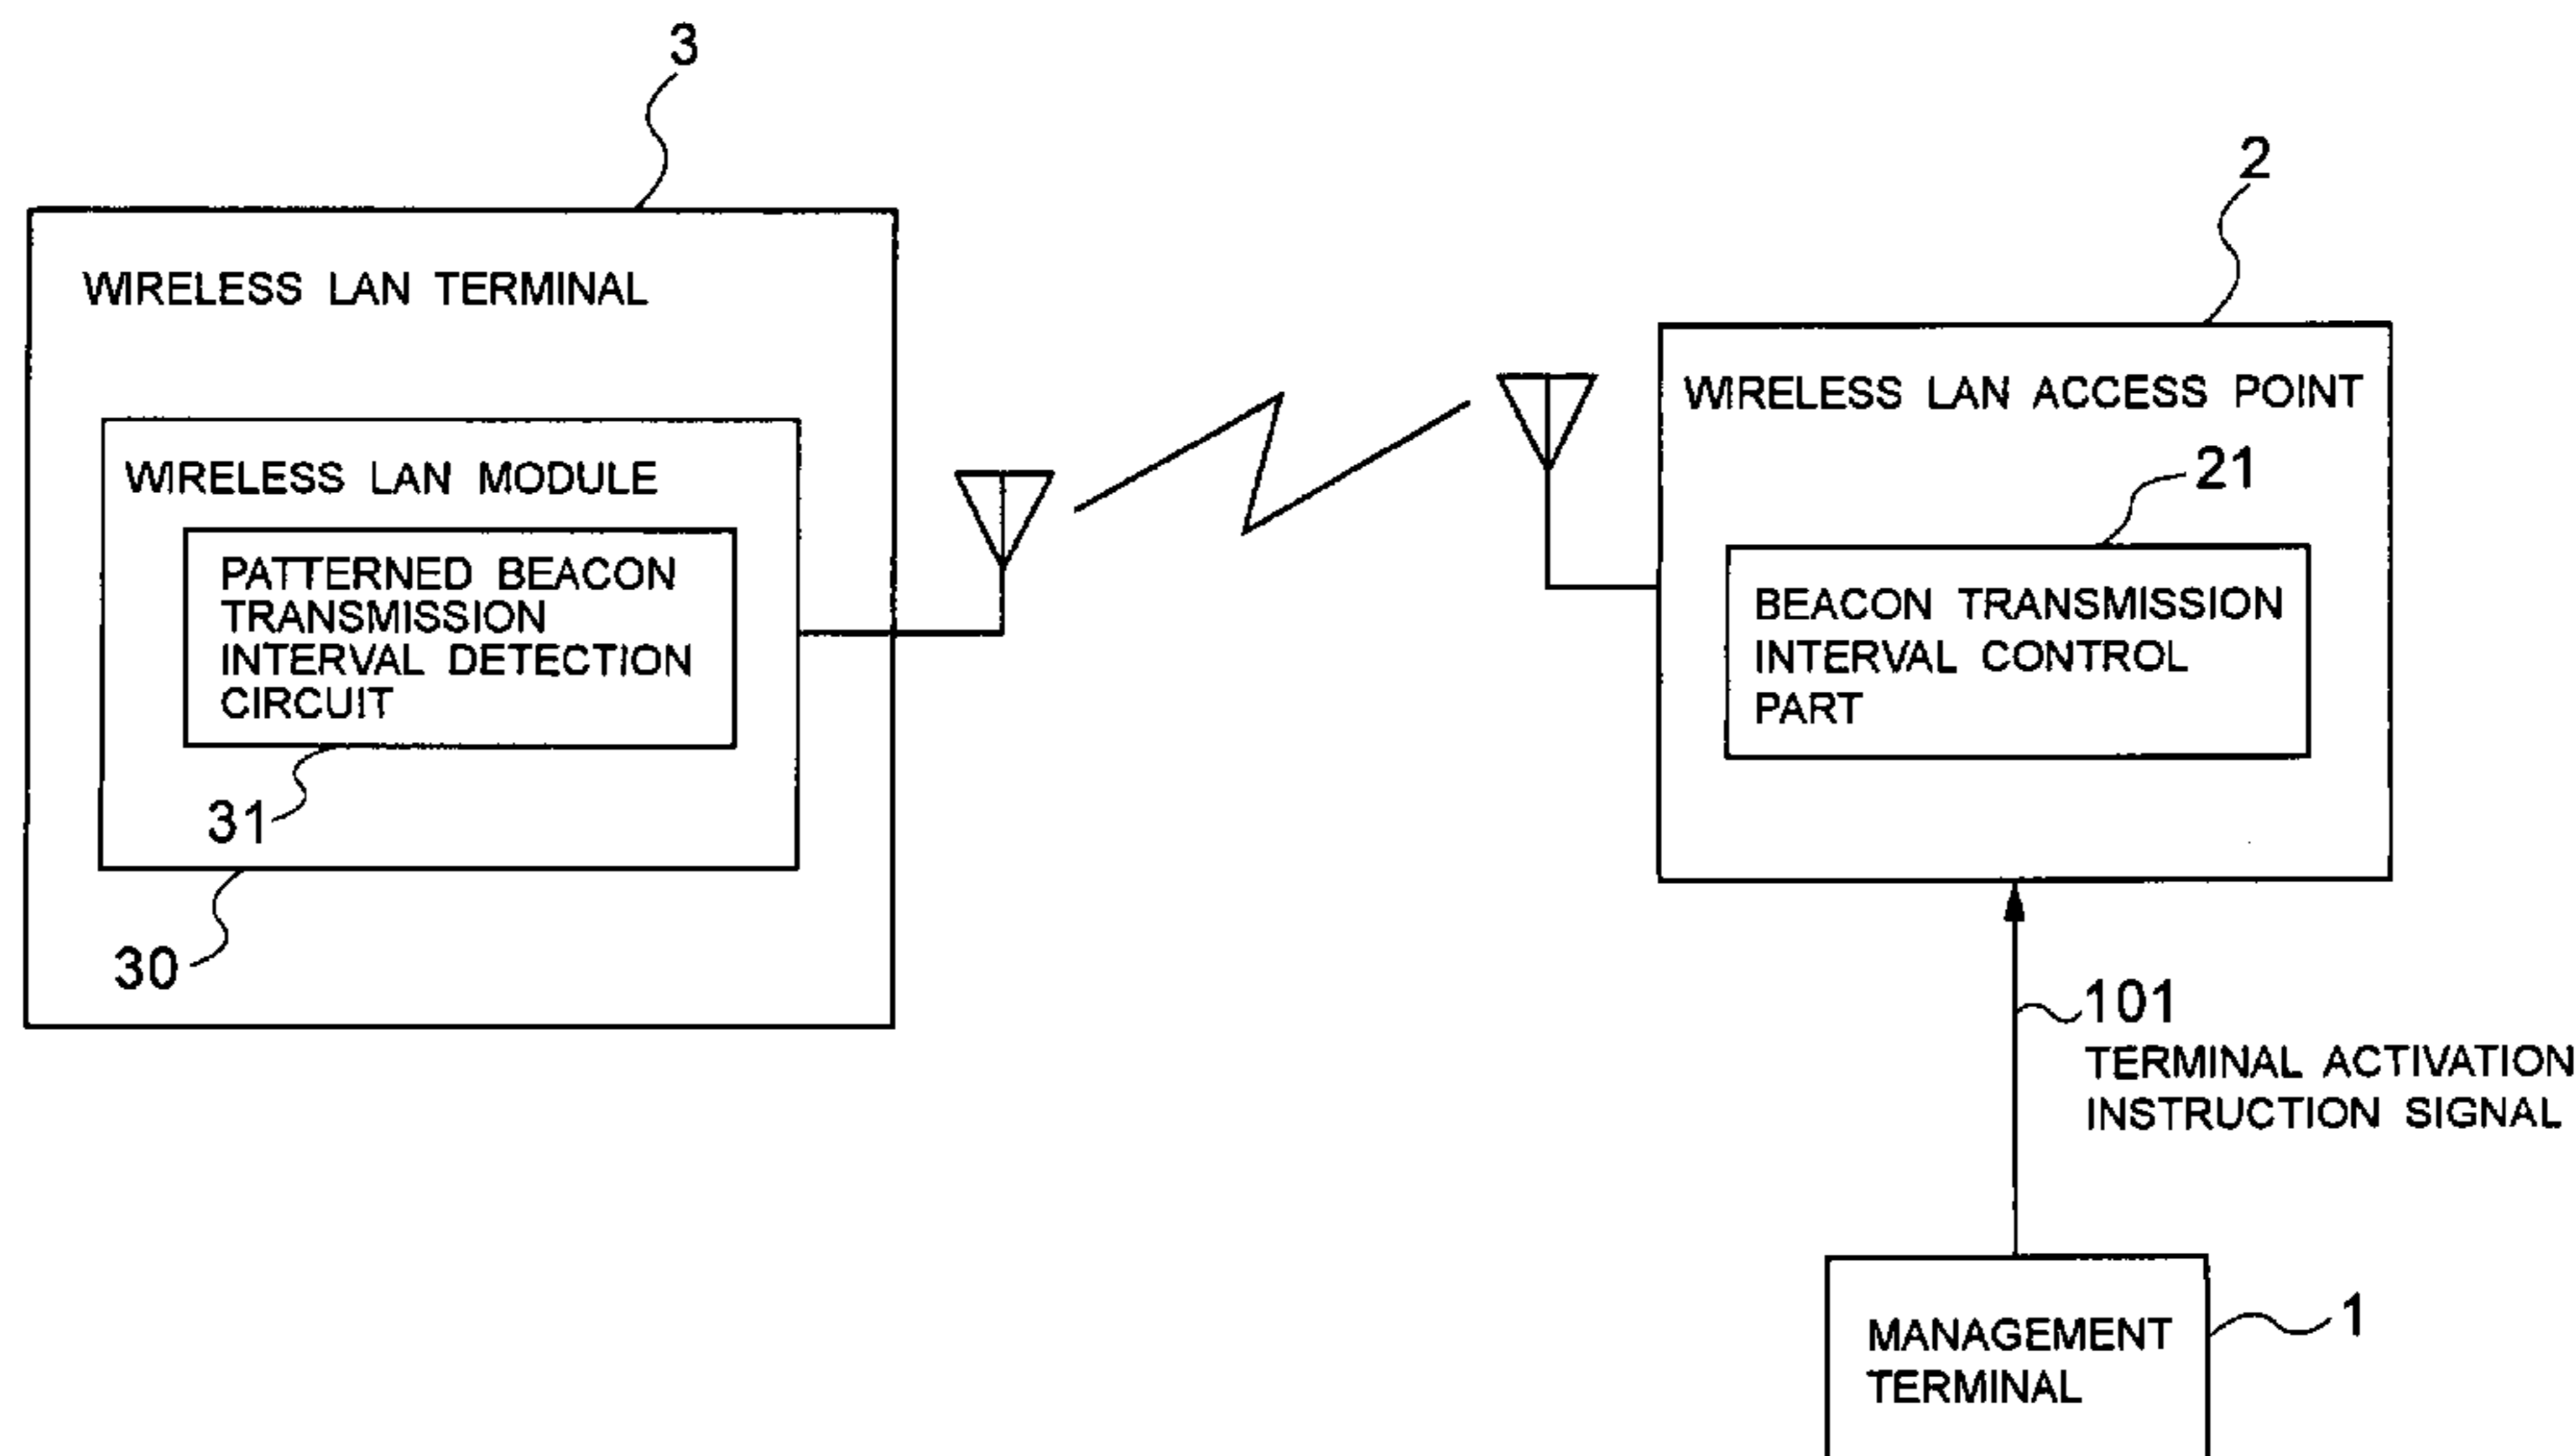 3
WIRELESS LAN TERMINAL
WIRELESS LAN MODULE
PATTERNED BEACON
TRANSMISSION
INTERVAL DETECTION
CIRCUIT
31
30
2
WIRELESS LAN ACCESS POINT
21
BEACON TRANSMISSION
INTERVAL CONTROL
PART
101
TERMINAL ACTIVATION
INSTRUCTION SIGNAL
MANAGEMENT
TERMINAL
1